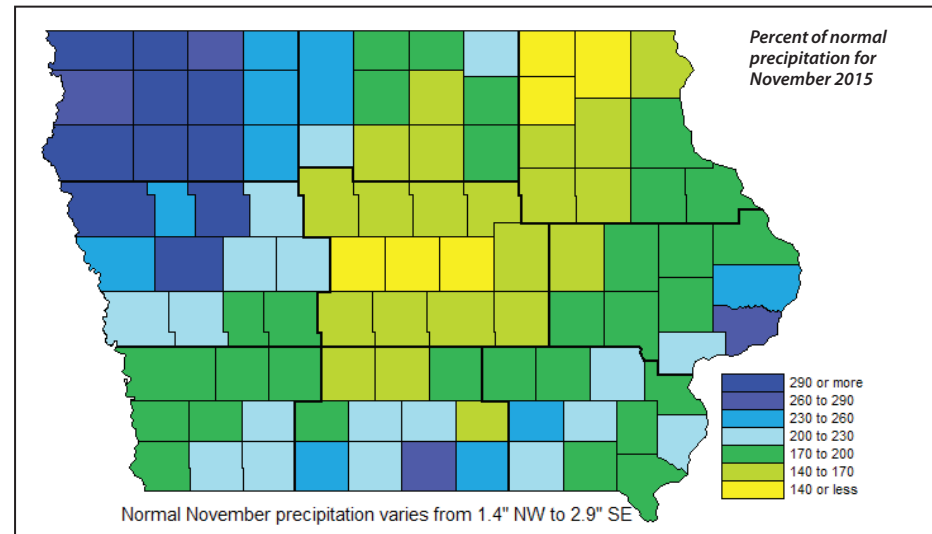 Percent of normal
precipitation for
November 2015
290 or more
260 to 290
230 to 260
200 to 230
170 to 200
140 to 170
140 or less
Normal November precipitation varies from 1.4" NW to 2.9" SE